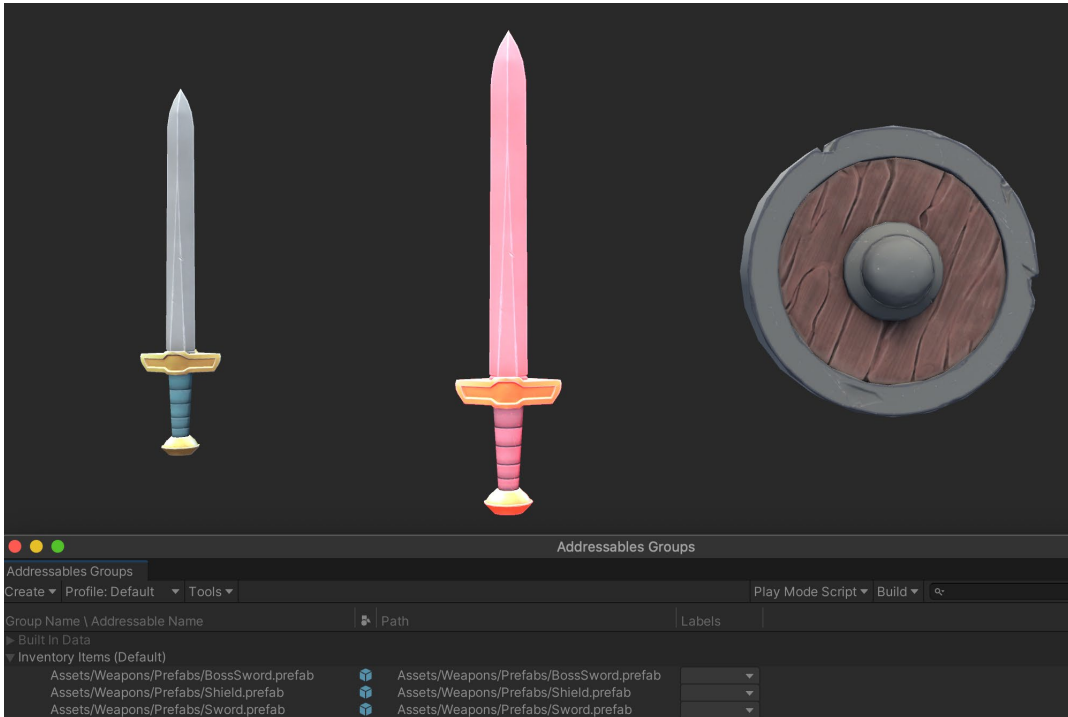 Addressables Groups
Addressables Groups
Create Profile: Default Tools Play Mode Script Build
Group Name \ Addressable Name Path Labels
Built In Data
Inventory Items (Default)
Assets/Weapons/Prefabs/BossSword.prefab Assets/Weapons/Prefabs/BossSword.prefab
Assets/Weapons/Prefabs/Shield.prefab Assets/Weapons/Prefabs/Shield.prefab
Assets/Weapons/Prefabs/Sword.prefab Assets/Weapons/Prefabs/Sword.prefab